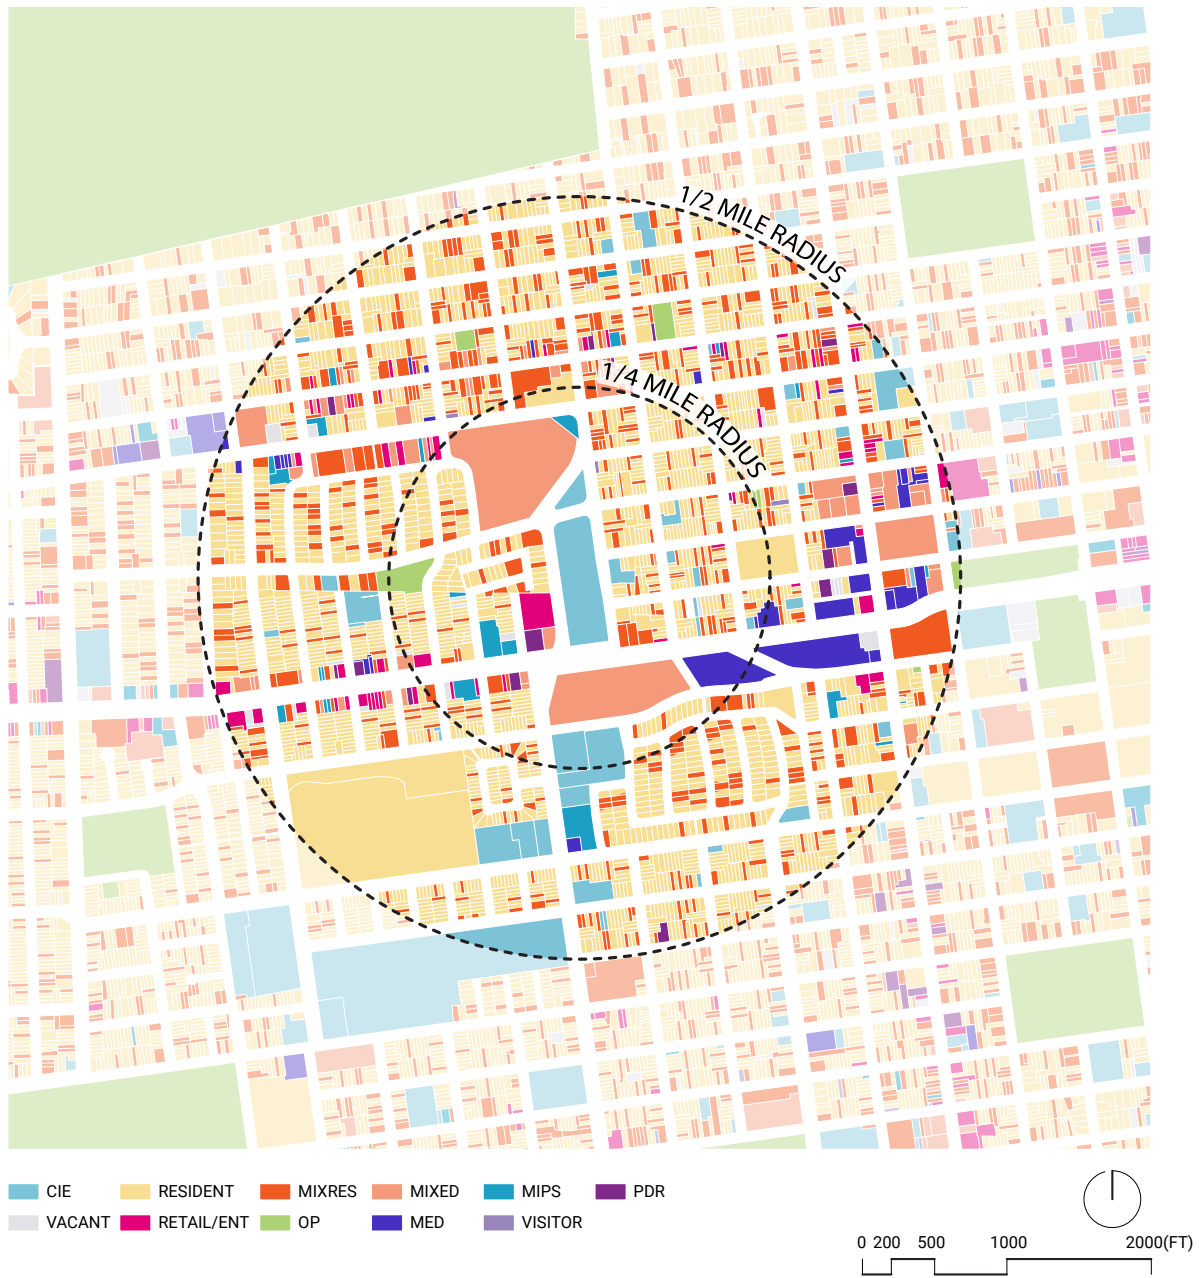 1/2 MILE RADIUS
1/4 MILE RADIUS
CIE RESIDENT MIXRES MIXED MIPS PDR
VACANT RETAIL/ENT OP MED VISITOR
0 200 500 1000 2000(FT)